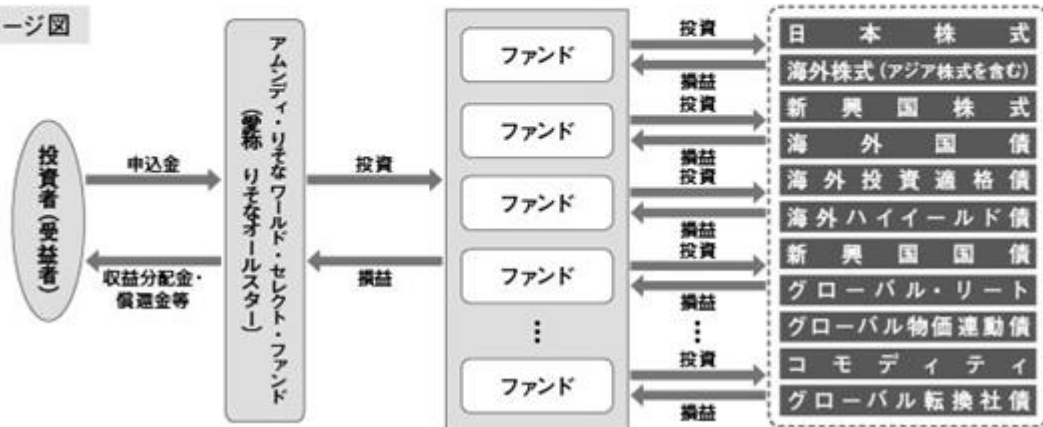 ージ図
投資者(受益者)
申込金
収益分配金・
償還金等
アムンディ・りそなワールド・セレクト・ファンド
(愛称 りそなオールスター)
投資
損益
ファンド
ファンド
ファンド
ファンド
⋮
ファンド
投資
損益
投資
損益
投資
損益
投資
損益
⋮
投資
損益
日本株式
海外株式(アジア株式を含む)
新興国株式
海外国債
海外投資適格債
海外ハイイールド債
新興国国債
グローバル・リート
グローバル物価連動債
コモディティ
グローバル転換社債